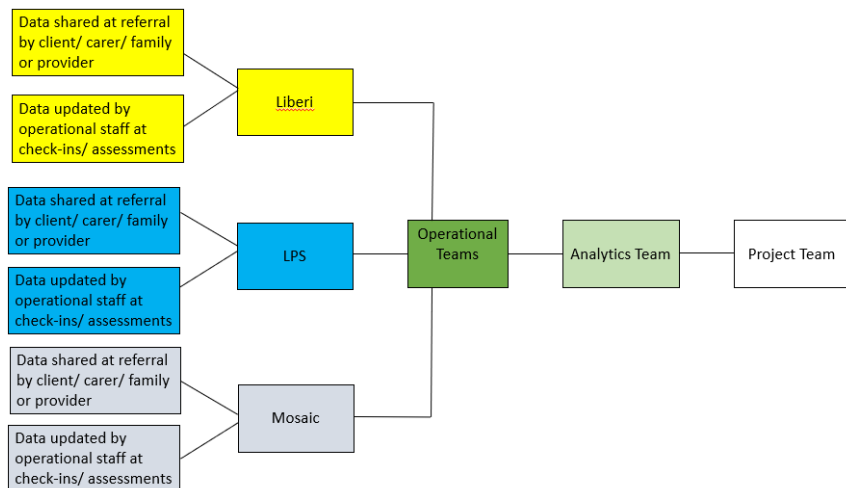 Data shared at referral
by client/ carer/ family
or provider
Data updated by
operational staff at
check-ins/ assessments
Liberi
Data shared at referral
by client/ carer/ family
or provider
Data updated by
operational staff at
check-ins/ assessments
LPS
Data shared at referral
by client/ carer/ family
or provider
Data updated by
operational staff at
check-ins/ assessments
Mosaic
Operational
Teams
Analytics Team
Project Team